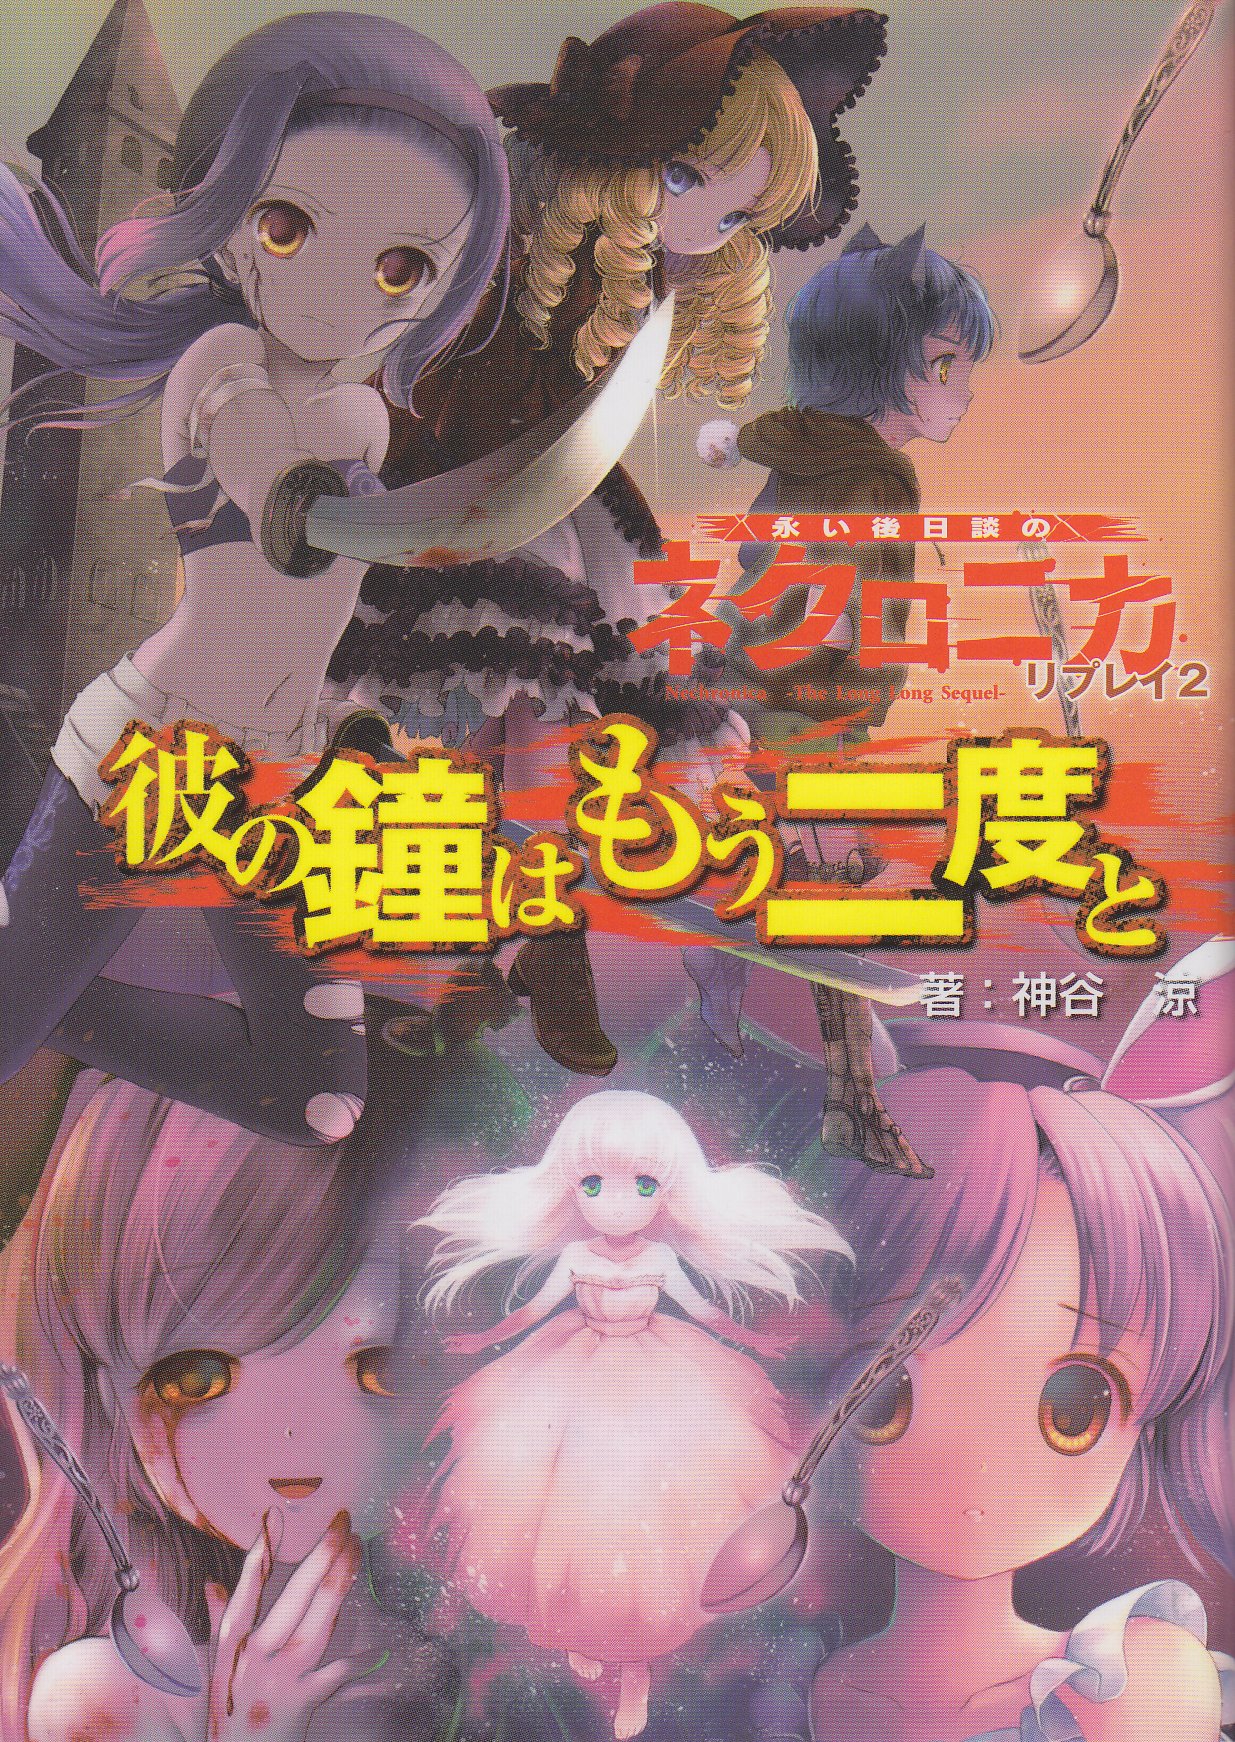 永い後日談の
ネクロニカ
Nechronica -The Long Long Sequel-
リプレイ2
彼の鐘はもう二度と
著：神谷　涼